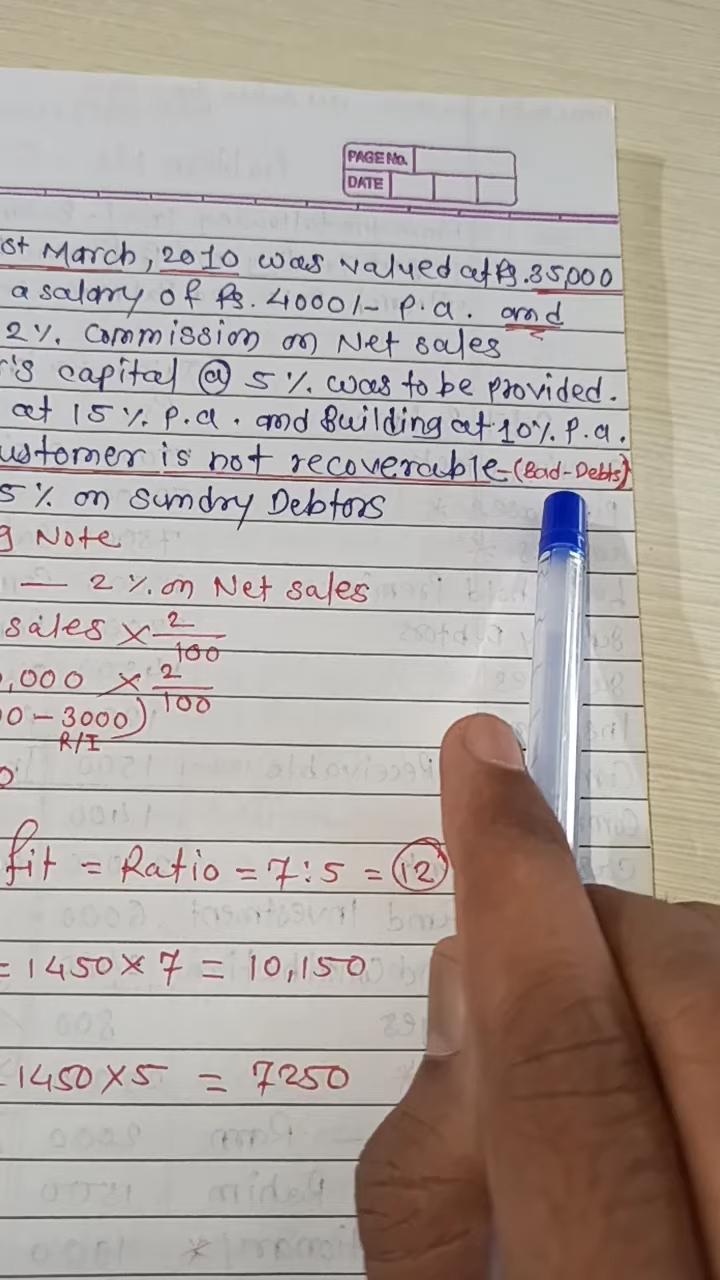 PAGE No.
DATE
st March, 2010 was valued at Rs. 35,000
a salary of Rs. 4000/- P.a. and
2%. Commission on Net sales
r's capital @ 5%. was to be provided.
at 15%. P.a. and Building at 10%. P.a.
ustomer is not recoverable - (Bad-Debts)
5% on Sundry Debtors
g Note
— 2%. on Net sales
sales × 2/100
,000 × 2/100
0 - 3000)
R/I
0
fit = Ratio = 7:5 = 12
= 1450 × 7 = 10,150
1450 × 5 = 7250